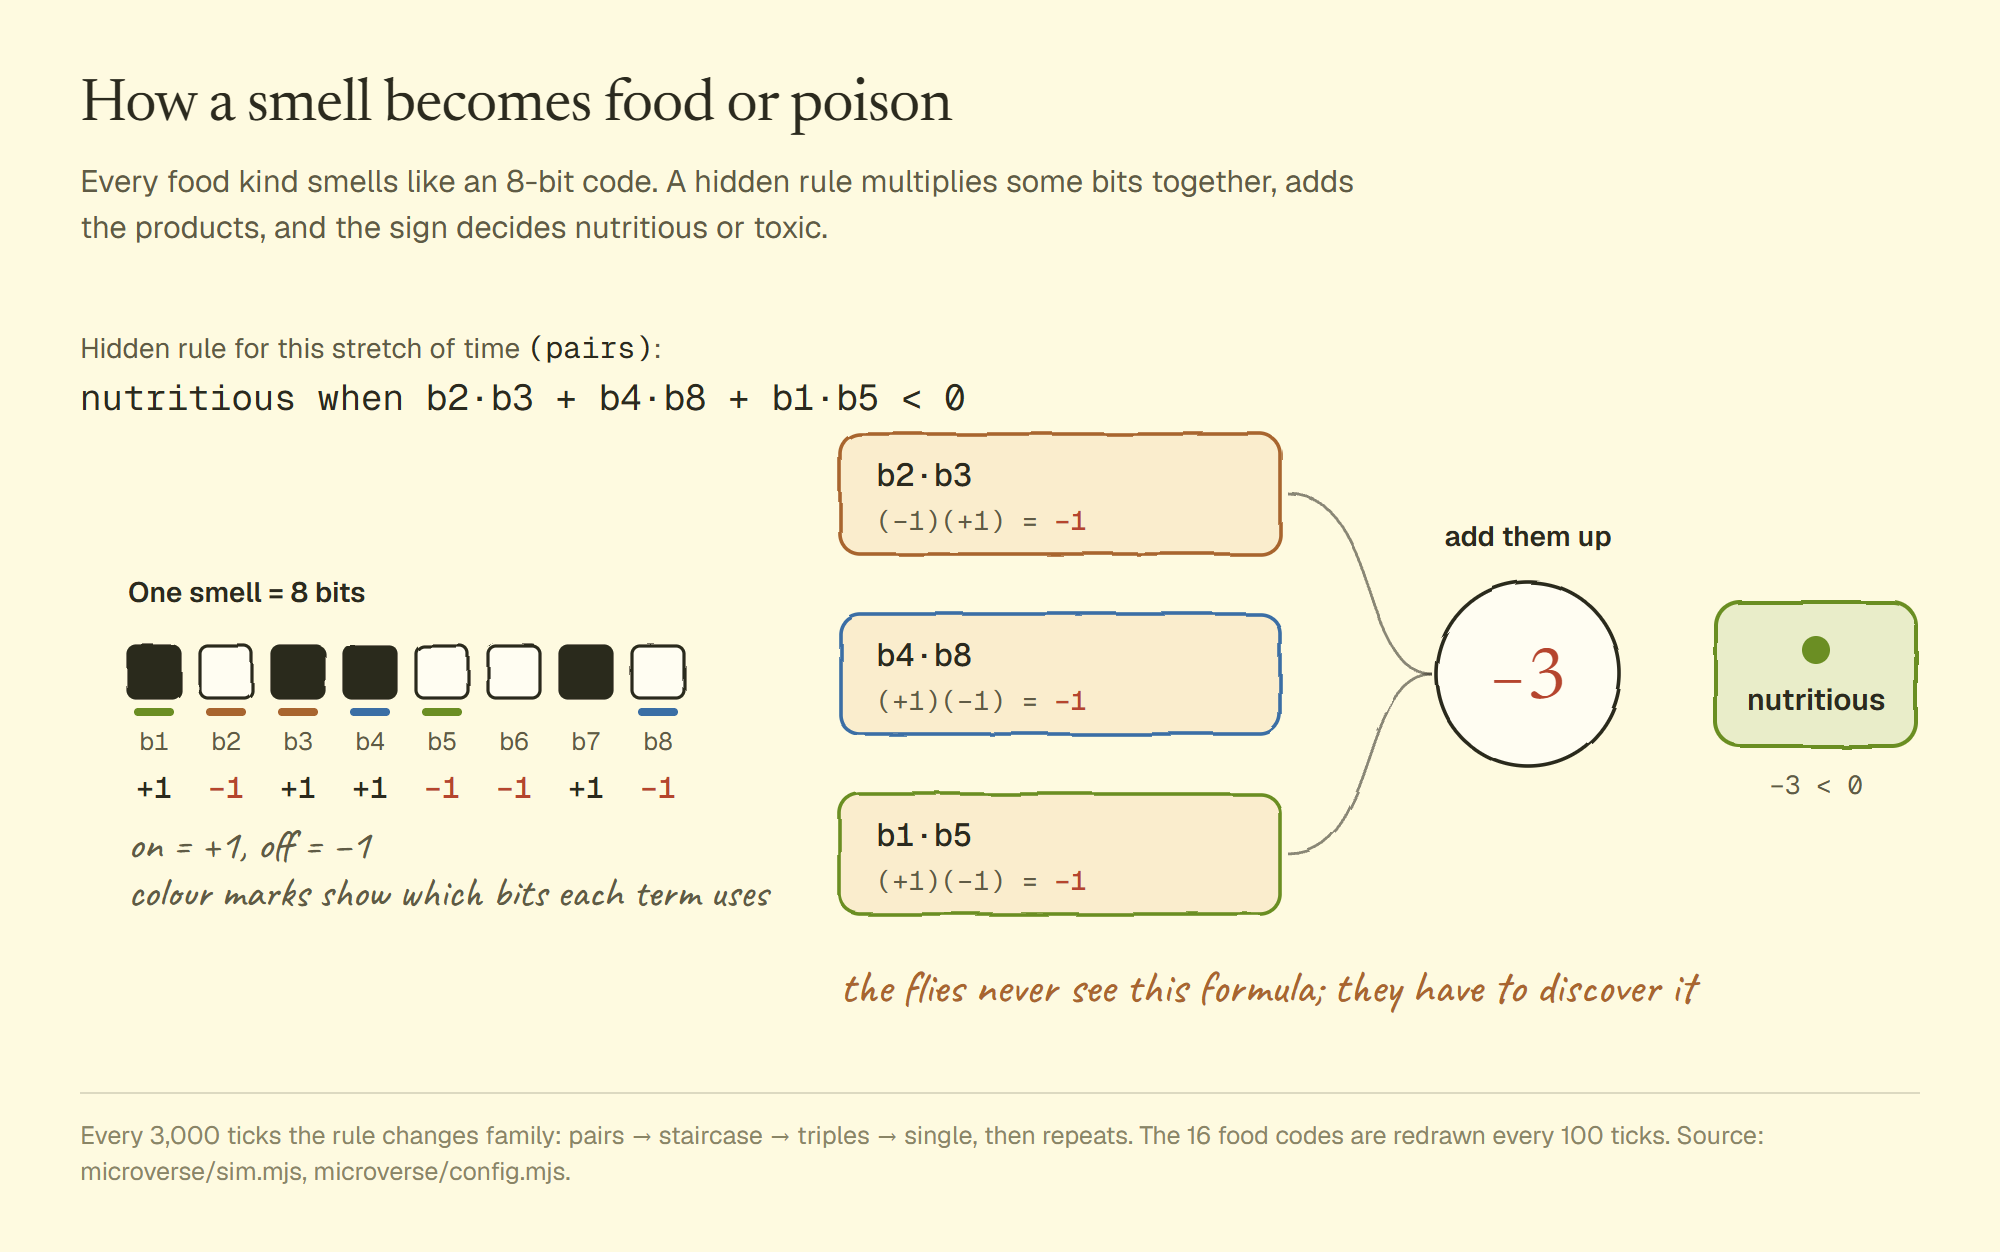 How a smell becomes food or poison
Every food kind smells like an 8-bit code. A hidden rule multiplies some bits together, adds
the products, and the sign decides nutritious or toxic.
Hidden rule for this stretch of time (pairs):
nutritious when b2·b3 + b4·b8 + b1·b5 < 0
One smell = 8 bits
b1 b2 b3 b4 b5 b6 b7 b8
+1 −1 +1 +1 −1 −1 +1 −1
on = +1, off = −1
colour marks show which bits each term uses
b2·b3
(−1)(+1) = −1
b4·b8
(+1)(−1) = −1
b1·b5
(+1)(−1) = −1
add them up
−3
nutritious
−3 < 0
the flies never see this formula; they have to discover it
Every 3,000 ticks the rule changes family: pairs → staircase → triples → single, then repeats. The 16 food codes are redrawn every 100 ticks. Source:
microverse/sim.mjs, microverse/config.mjs.